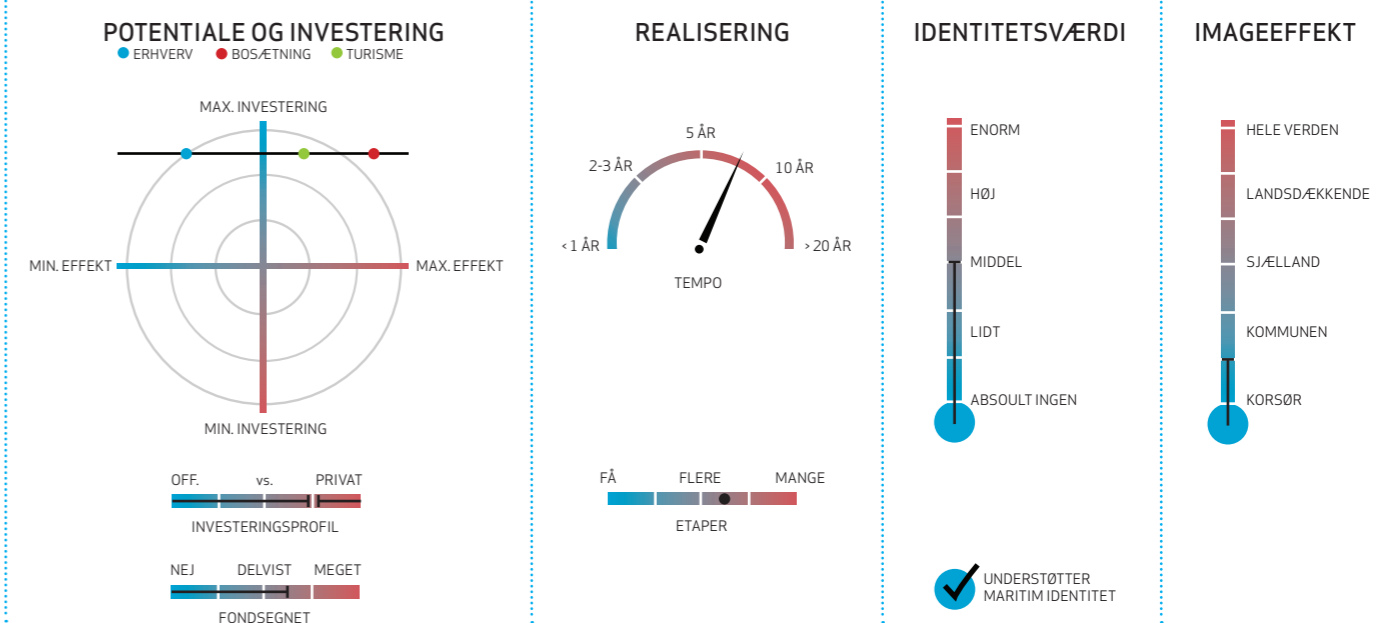 POTENTIALE OG INVESTERING
ERHVERV BOSÆTNING TURISME
MAX. INVESTERING
MIN. EFFEKT
MAX. EFFEKT
MIN. INVESTERING
OFF. vs. PRIVAT
INVESTERINGSPROFIL
NEJ DELVIST MEGET
FONDSEGNET
REALISERING
5 ÅR
2-3 ÅR
10 ÅR
<1 ÅR
>20 ÅR
TEMPO
FÅ FLERE MANGE
ETAPER
IDENTITETSVÆRDI
ENORM
HØJ
MIDDEL
LIDT
ABSOULT INGEN
UNDERSTØTTER
MARITIM IDENTITET
IMAGEEFFEKT
HELE VERDEN
LANDSDÆKKENDE
SJÆLLAND
KOMMUNEN
KORSØR